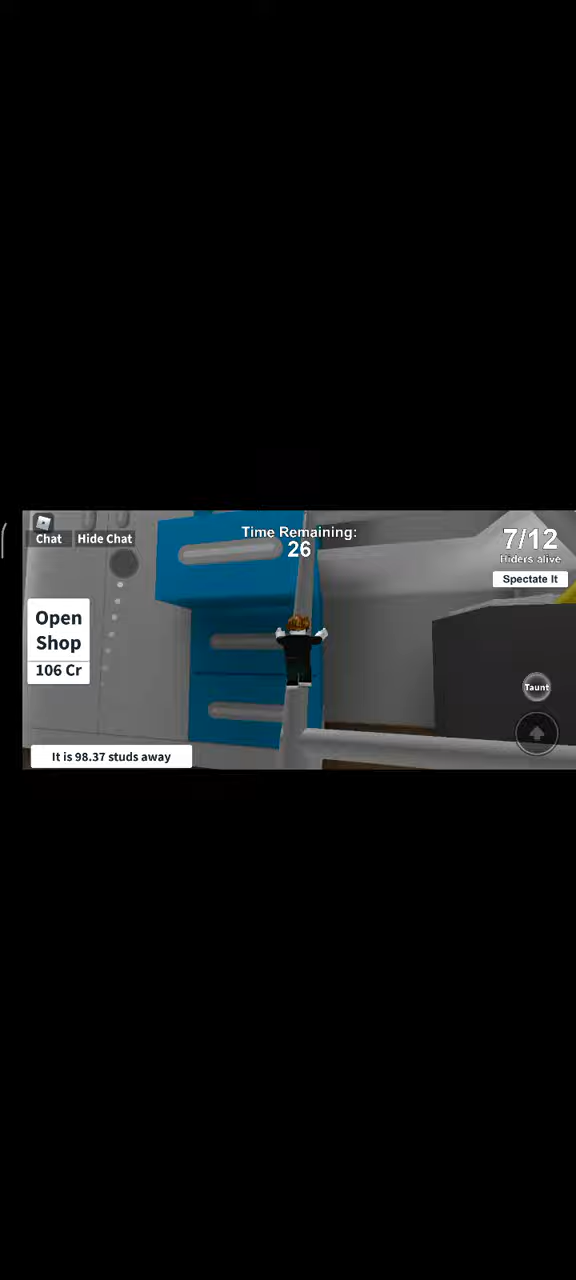 Time Remaining:
26
Chat
Hide Chat
7/12
Riders alive
Spectate It
Open
Shop
106 Cr
Taunt
It is 98.37 studs away